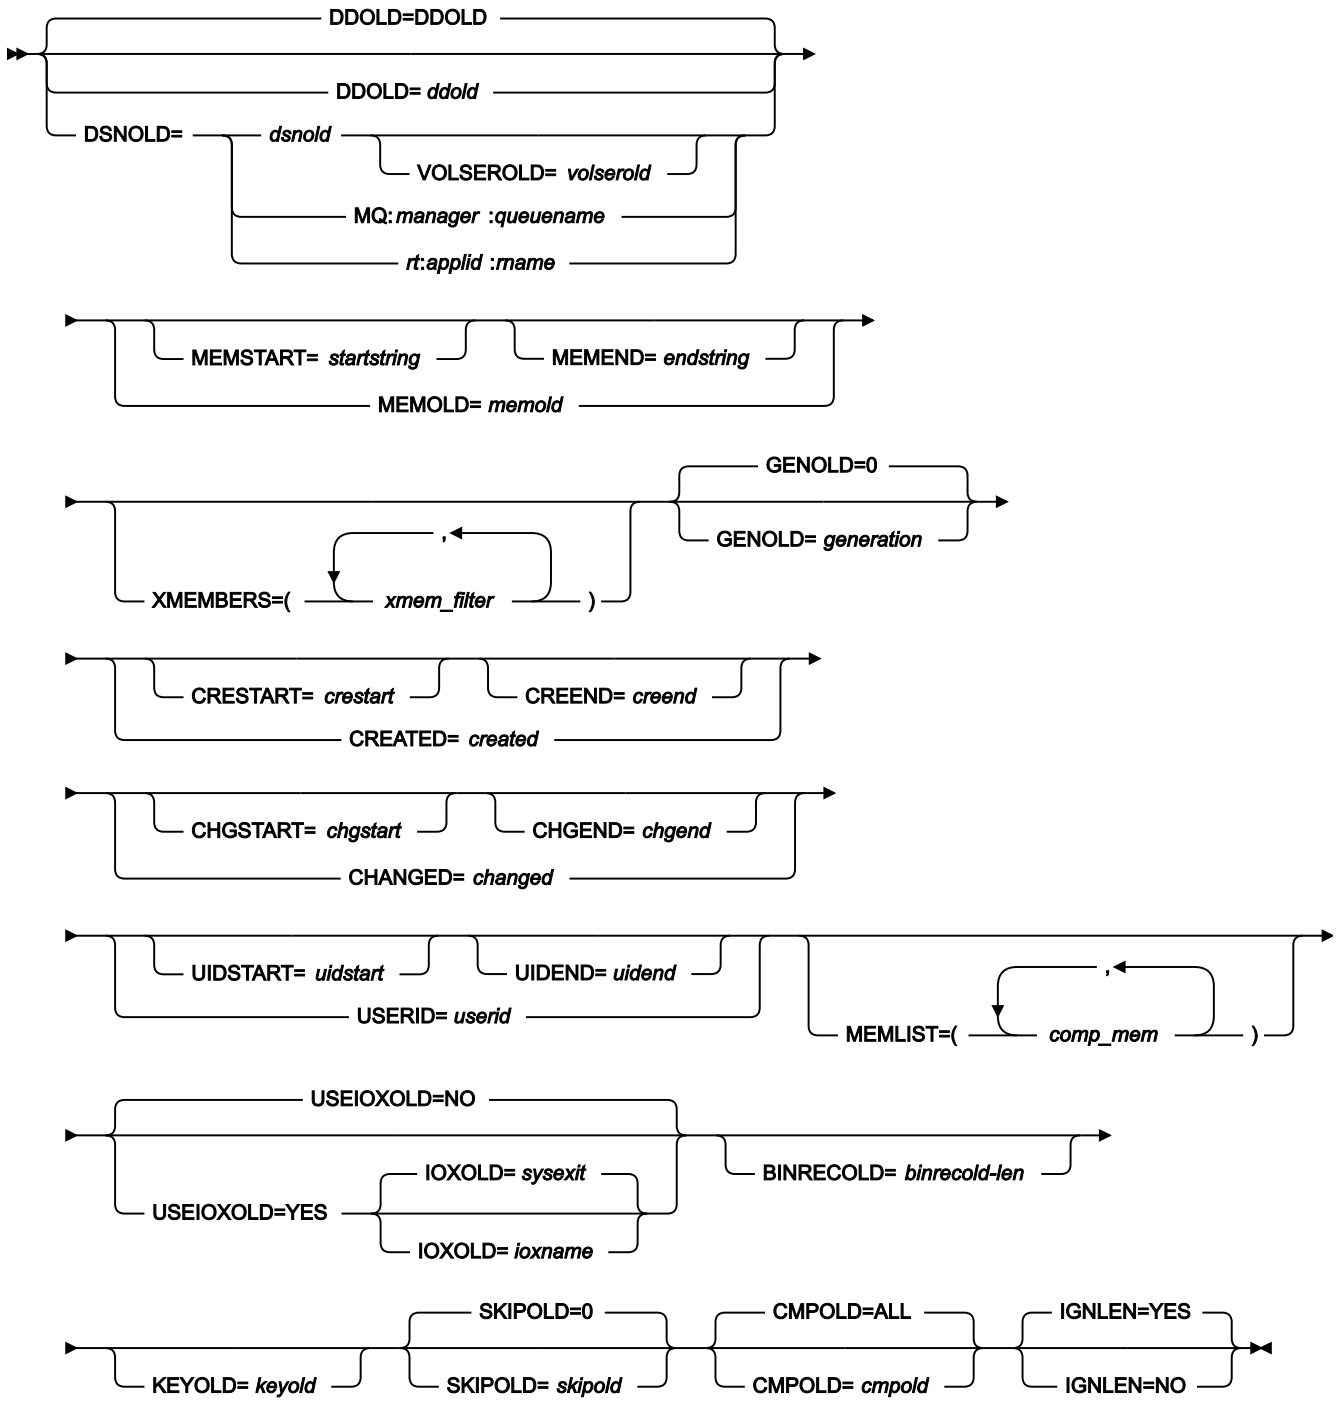 DDOLD=DDOLD
DDOLD= ddold
DSNOLD= dsnold
VOLSEROLD= volserold
MQ:manager :queuename
rt:applid :rname
MEMSTART= startstring MEMEND= endstring
MEMOLD= memold
GENOLD=0
GENOLD= generation
,
XMEMBERS=( xmem_filter )
CRESTART= crestart CREEND= creend
CREATED= created
CHGSTART= chgstart CHGEND= chgend
CHANGED= changed
UIDSTART= uidstart UIDEND= uidend
USERID= userid
,
MEMLIST=( comp_mem )
USEIOXOLD=NO
IOXOLD= sysexit
USEIOXOLD=YES
IOXOLD= ioxname
BINRECOLD= binrecold-len
KEYOLD= keyold
SKIPOLD=0
SKIPOLD= skipold
CMPOLD=ALL
CMPOLD= cmpold
IGNLEN=YES
IGNLEN=NO